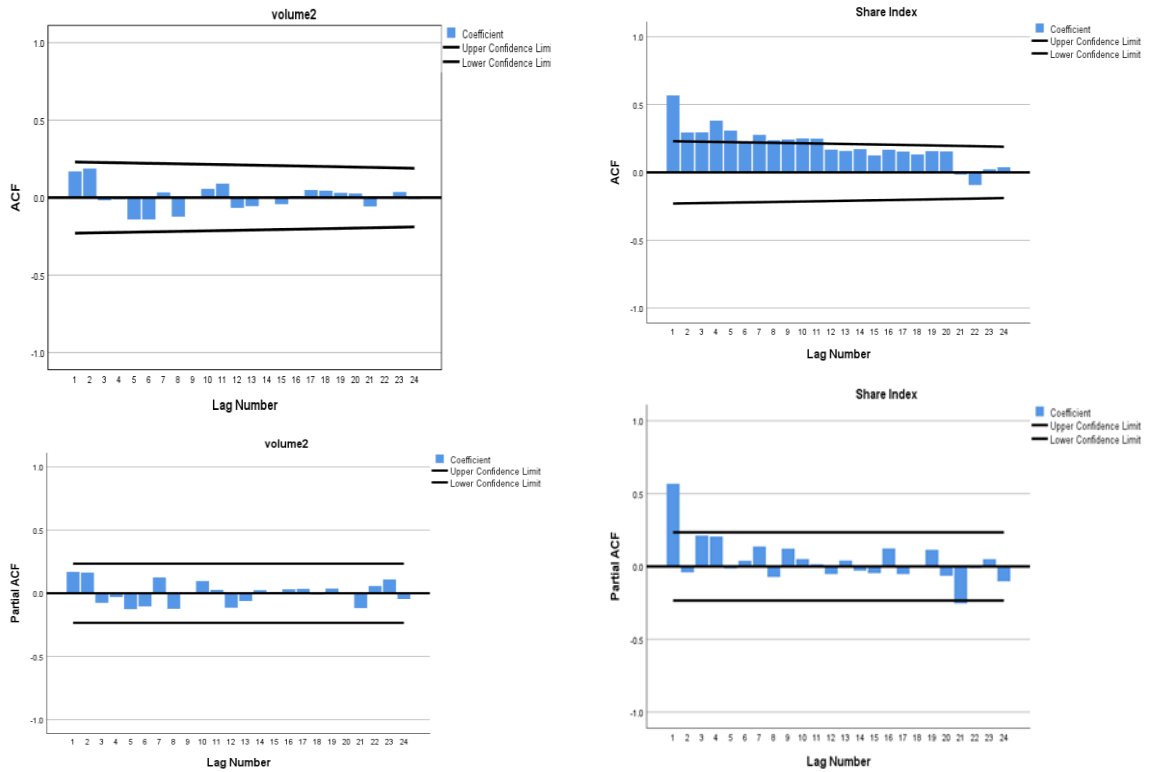 volume2
Coefficient
Upper Confidence Limi
Lower Confidence Limi
1.0
0.5
0.0
-0.5
-1.0
ACF
1 2 3 4 5 6 7 8 9 10 11 12 13 14 15 16 17 18 19 20 21 22 23 24
Lag Number
Share Index
Coefficient
Upper Confidence Limit
Lower Confidence Limit
1.0
0.5
0.0
-0.5
-1.0
ACF
1 2 3 4 5 6 7 8 9 10 11 12 13 14 15 16 17 18 19 20 21 22 23 24
Lag Number
volume2
Coefficient
Upper Confidence Limit
Lower Confidence Limit
1.0
0.5
0.0
-0.5
-1.0
Partial ACF
1 2 3 4 5 6 7 8 9 10 11 12 13 14 15 16 17 18 19 20 21 22 23 24
Lag Number
Share Index
Coefficient
Upper Confidence Limit
Lower Confidence Limit
1.0
0.5
0.0
-0.5
-1.0
Partial ACF
1 2 3 4 5 6 7 8 9 10 11 12 13 14 15 16 17 18 19 20 21 22 23 24
Lag Number